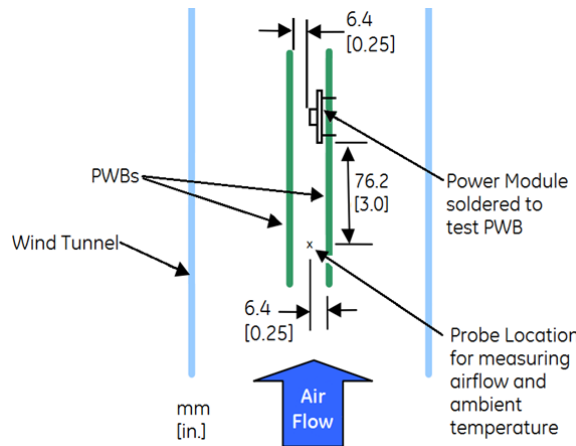 6.4
[0.25]
PWBs
76.2
[3.0]
Power Module
soldered to
test PWB
Wind Tunnel
x
6.4
[0.25]
Probe Location
for measuring
airflow and
ambient
temperature
Air
Flow
mm
[in.]